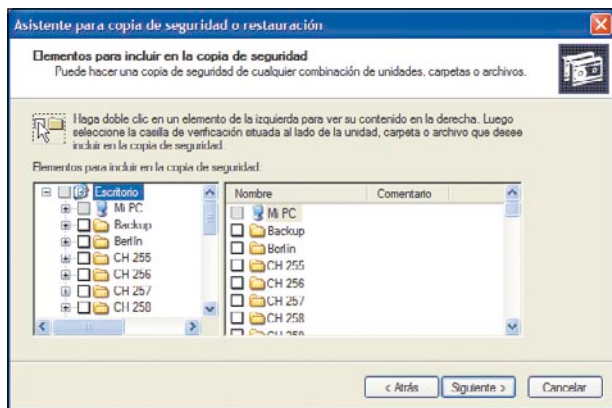 Asistente para copia de seguridad o restauración
Elementos para incluir en la copia de seguridad
Puede hacer una copia de seguridad de cualquier combinación de unidades, carpetas o archivos.
Haga doble clic en un elemento de la izquierda para ver su contenido en la derecha. Luego
seleccione la casilla de verificación situada al lado de la unidad, carpeta o archivo que desee
incluir en la copia de seguridad.
Elementos para incluir en la copia de seguridad:
Escritorio
Mi PC
Backup
Berlín
CH 255
CH 256
CH 257
CH 258
Nombre Comentario
Mi PC
Backup
Berlin
CH 255
CH 256
CH 257
CH 258
CH 259
< Atrás Siguiente > Cancelar